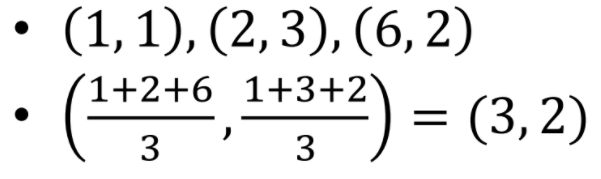 • (1, 1), (2, 3), (6, 2)
• (1+2+6/3, 1+3+2/3) = (3, 2)